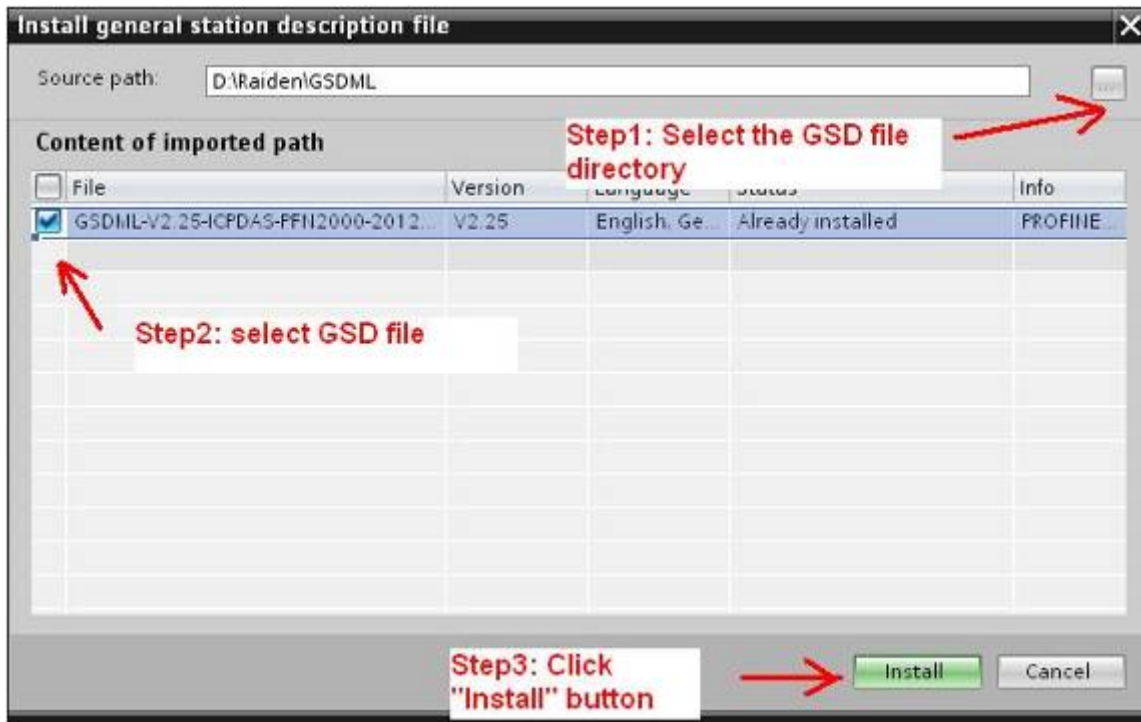 Install general station description file
Source path: D:\Raiden\GSDML
Step1: Select the GSD file
directory
Content of imported path
File Version Language Status Info
GSDML-V2.25-ICPDAS-PFN2000-2012... V2.25 English, Ge... Already installed PROFINE...
Step2: select GSD file
Step3: Click
"Install" button
Install Cancel